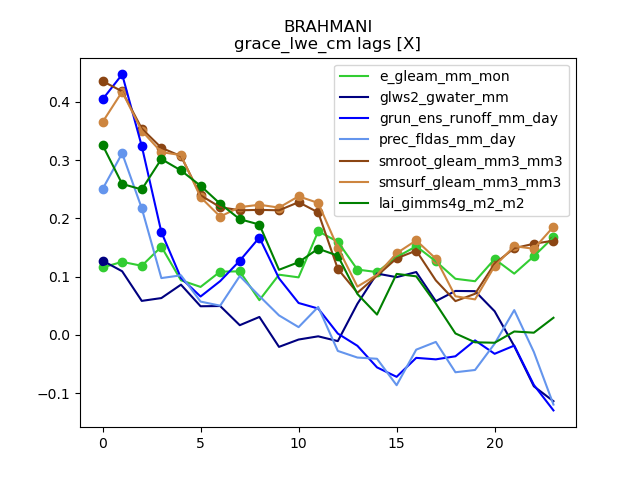 BRAHMANI
grace_lwe_cm lags [X]
e_gleam_mm_mon
glws2_gwater_mm
grun_ens_runoff_mm_day
prec_fldas_mm_day
smroot_gleam_mm3_mm3
smsurf_gleam_mm3_mm3
lai_gimms4g_m2_m2
0.4
0.3
0.2
0.1
0.0
−0.1
0 5 10 15 20